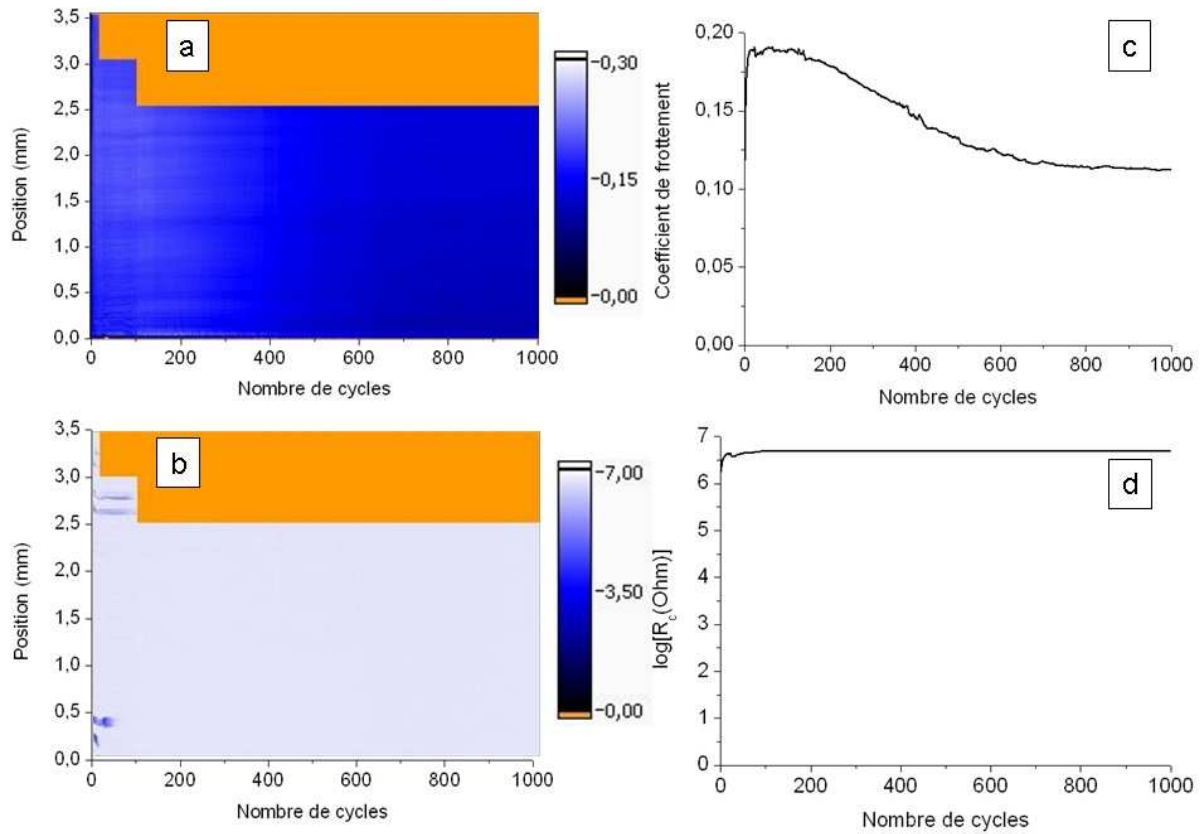 a
Position (mm)
3,5
3,0
2,5
2,0
1,5
1,0
0,5
0,0
0 200 400 600 800 1000
Nombre de cycles
0,30
0,15
0,00
c
Coefficient de frottement
0,20
0,15
0,10
0,05
0,00
0 200 400 600 800 1000
Nombre de cycles
b
Position (mm)
3,5
3,0
2,5
2,0
1,5
1,0
0,5
0,0
0 200 400 600 800 1000
Nombre de cycles
7,00
3,50
0,00
d
log[Rc(Ohm)]
7
6
5
4
3
2
1
0
0 200 400 600 800 1000
Nombre de cycles